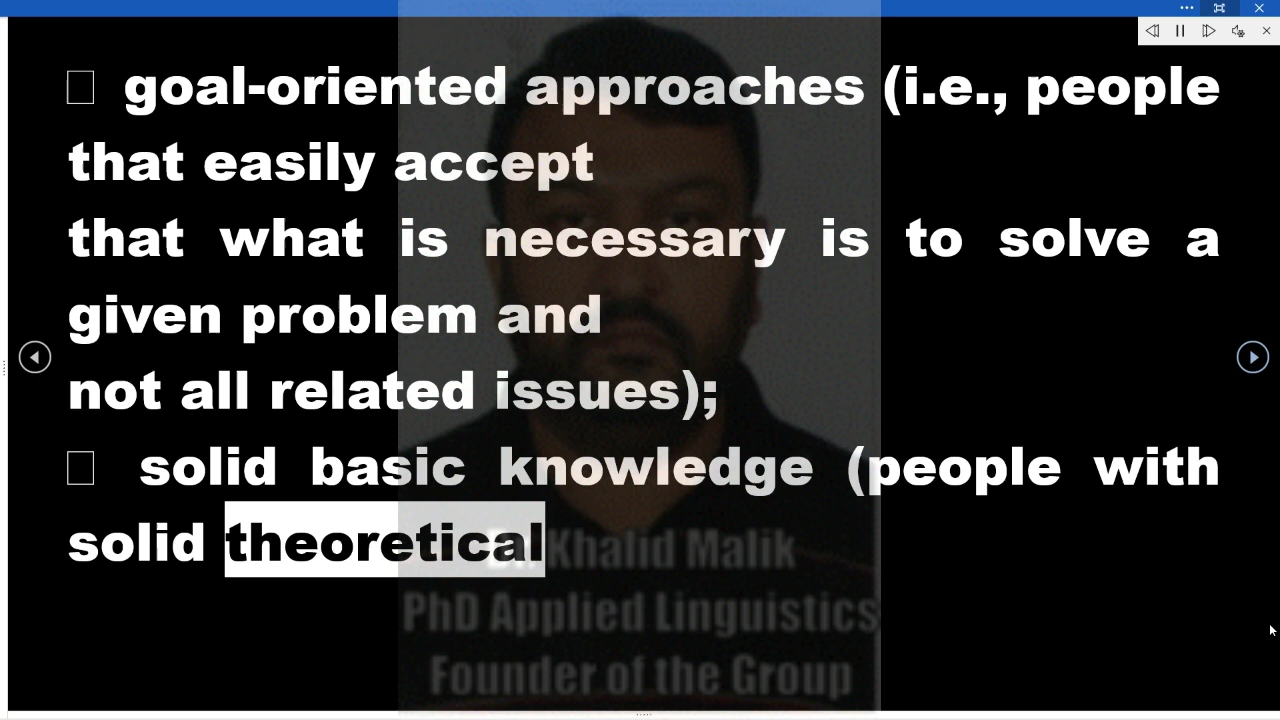 goal-oriented approaches (i.e., people
that easily accept
that what is necessary is to solve a
given problem and
not all related issues);
solid basic knowledge (people with
solid theoretical
Dr. Khalid Malik
PhD Applied Linguistics
Founder of the Group